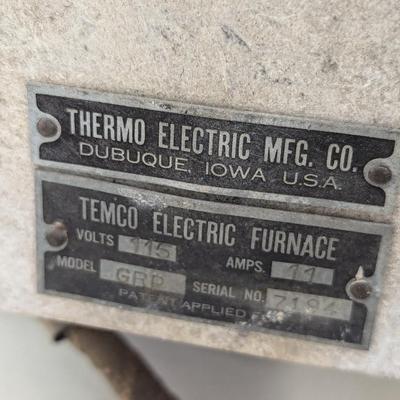 THERMO ELECTRIC MFG. CO.
DUBUQUE, IOWA, U.S.A.
TEMCO ELECTRIC FURNACE
VOLTS 115 AMPS. 11
MODEL GRP SERIAL NO. 7184
PATENT APPLIED FOR